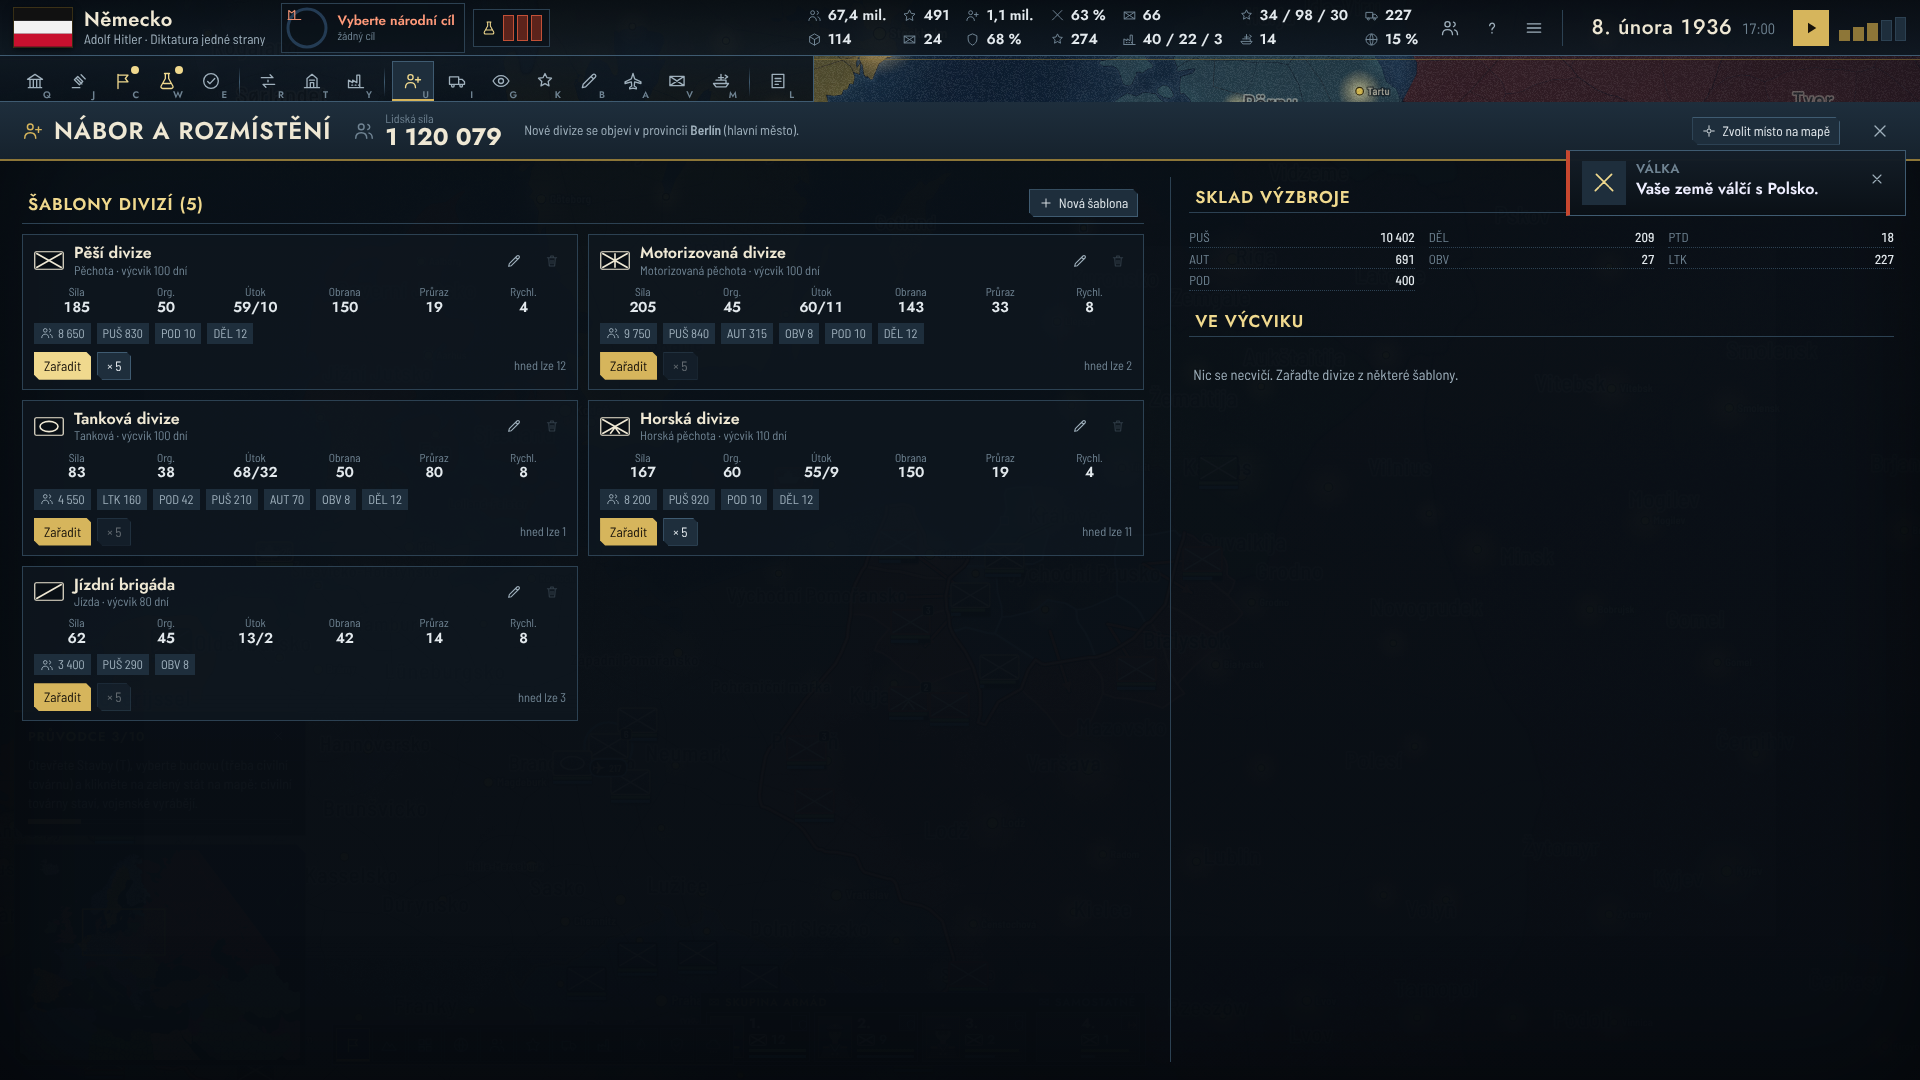 Německo
Adolf Hitler · Diktatura jedné strany
Vyberte národní cíl
žádný cíl
67,4 mil. 491 1,1 mil. 63 % 66 34 / 98 / 30 227
114 24 68 % 274 40 / 22 / 3 14 15 %
?
8. února 1936 17:00
Q J C W E R T Y U I G K B A V M L
Tartu
NÁBOR A ROZMÍSTĚNÍ
Lidská síla
1 120 079
Nové divize se objeví v provincii Berlín (hlavní město).
Zvolit místo na mapě
VÁLKA
Vaše země válčí s Polsko.
ŠABLONY DIVIZÍ (5)
Nová šablona
Pěší divize
Pěchota · výcvik 100 dní
Síla Org. Útok Obrana Průraz Rychl.
185 50 59/10 150 19 4
8 650 PUŠ 830 POD 10 DĚL 12
Zařadit × 5 hned lze 12
Motorizovaná divize
Motorizovaná pěchota · výcvik 100 dní
Síla Org. Útok Obrana Průraz Rychl.
205 45 60/11 143 33 8
9 750 PUŠ 840 AUT 315 OBV 8 POD 10 DĚL 12
Zařadit × 5 hned lze 2
Tanková divize
Tanková · výcvik 100 dní
Síla Org. Útok Obrana Průraz Rychl.
83 38 68/32 50 80 8
4 550 LTK 160 POD 42 PUŠ 210 AUT 70 OBV 8 DĚL 12
Zařadit × 5 hned lze 1
Horská divize
Horská pěchota · výcvik 110 dní
Síla Org. Útok Obrana Průraz Rychl.
167 60 55/9 150 19 4
8 200 PUŠ 920 POD 10 DĚL 12
Zařadit × 5 hned lze 11
Jízdní brigáda
Jízda · výcvik 80 dní
Síla Org. Útok Obrana Průraz Rychl.
62 45 13/2 42 14 8
3 400 PUŠ 290 OBV 8
Zařadit × 5 hned lze 3
SKLAD VÝZBROJE
PUŠ 10 402 DĚL 209 PTD 18
AUT 691 OBV 27 LTK 227
POD 400
VE VÝCVIKU
Nic se necvičí. Zařaďte divize z některé šablony.